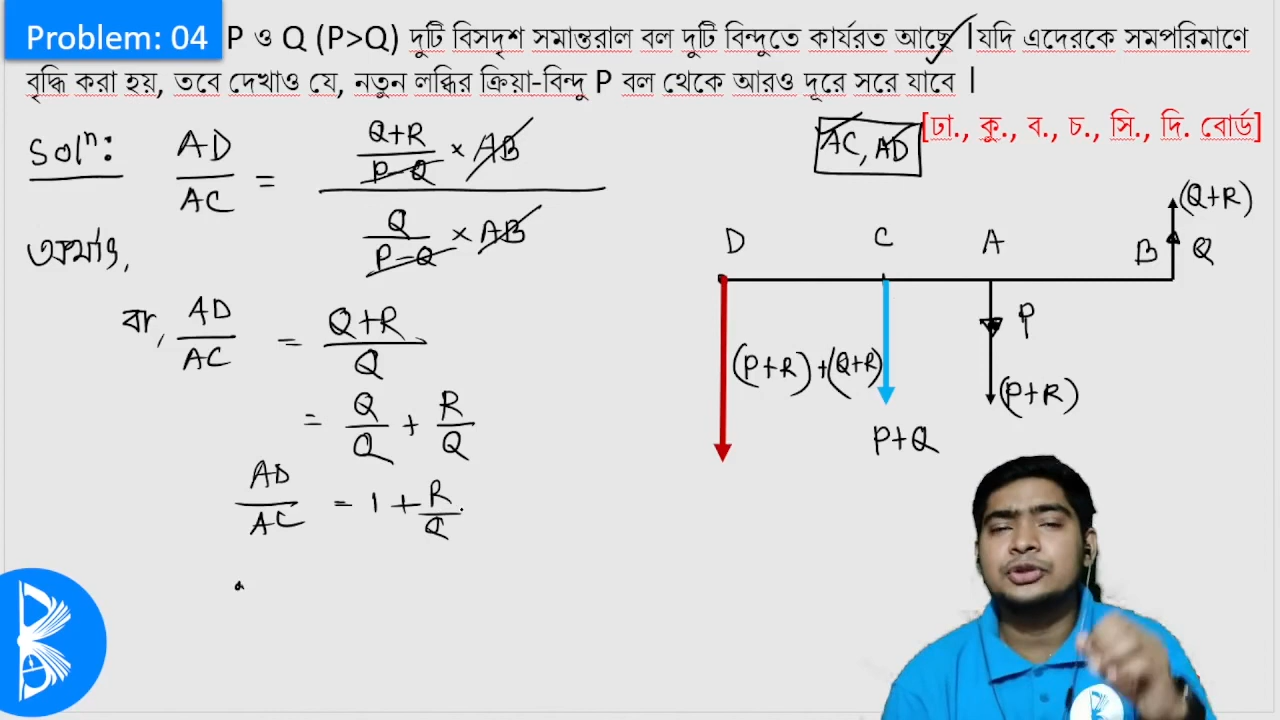 Problem: 04 P ও Q (P>Q) দুটি বিসদৃশ সমান্তরাল বল দুটি বিন্দুতে কার্যরত আছে। যদি এদেরকে সমপরিমাণে
বৃদ্ধি করা হয়, তবে দেখাও যে, নতুন লব্ধির ক্রিয়া-বিন্দু P বল থেকে আরও দূরে সরে যাবে।
[ঢা., কু., ব., চ., সি., দি. বোর্ড]
AC, AD
Solⁿ: AD/AC = (Q+R)/(P-Q) × AB / Q/(P-Q) × AB
অর্থাৎ,
বা, AD/AC = (Q+R)/Q
= Q/Q + R/Q
AD/AC = 1 + R/Q.
(Q+R)
D C A B Q
P
(P+R)+(Q+R) (P+R)
P+Q